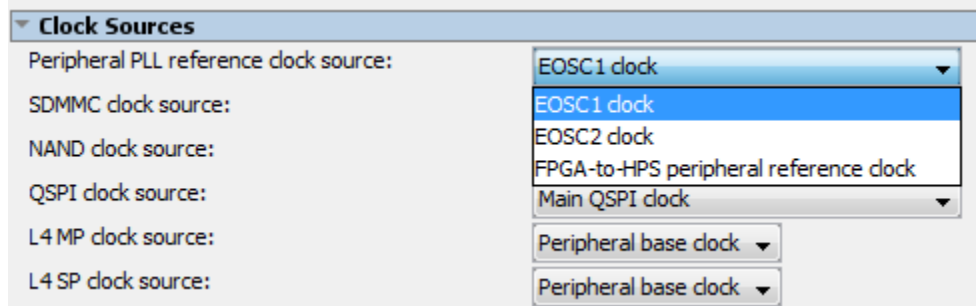 Clock Sources
Peripheral PLL reference clock source: EOSC1 clock
SDMMC clock source: EOSC1 clock
EOSC2 clock
NAND clock source:
FPGA-to-HPS peripheral reference clock
QSPI clock source: Main QSPI clock
L4 MP clock source: Peripheral base clock
L4 SP clock source: Peripheral base clock